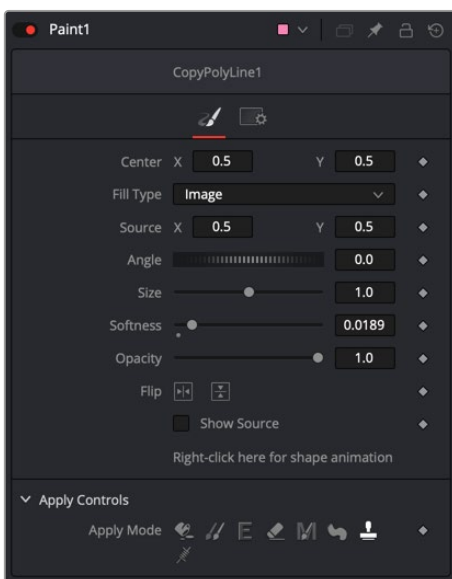 Paint1
CopyPolyLine1
Center X 0.5 Y 0.5
Fill Type Image
Source X 0.5 Y 0.5
Angle 0.0
Size 1.0
Softness 0.0189
Opacity 1.0
Flip
Show Source
Right-click here for shape animation
Apply Controls
Apply Mode